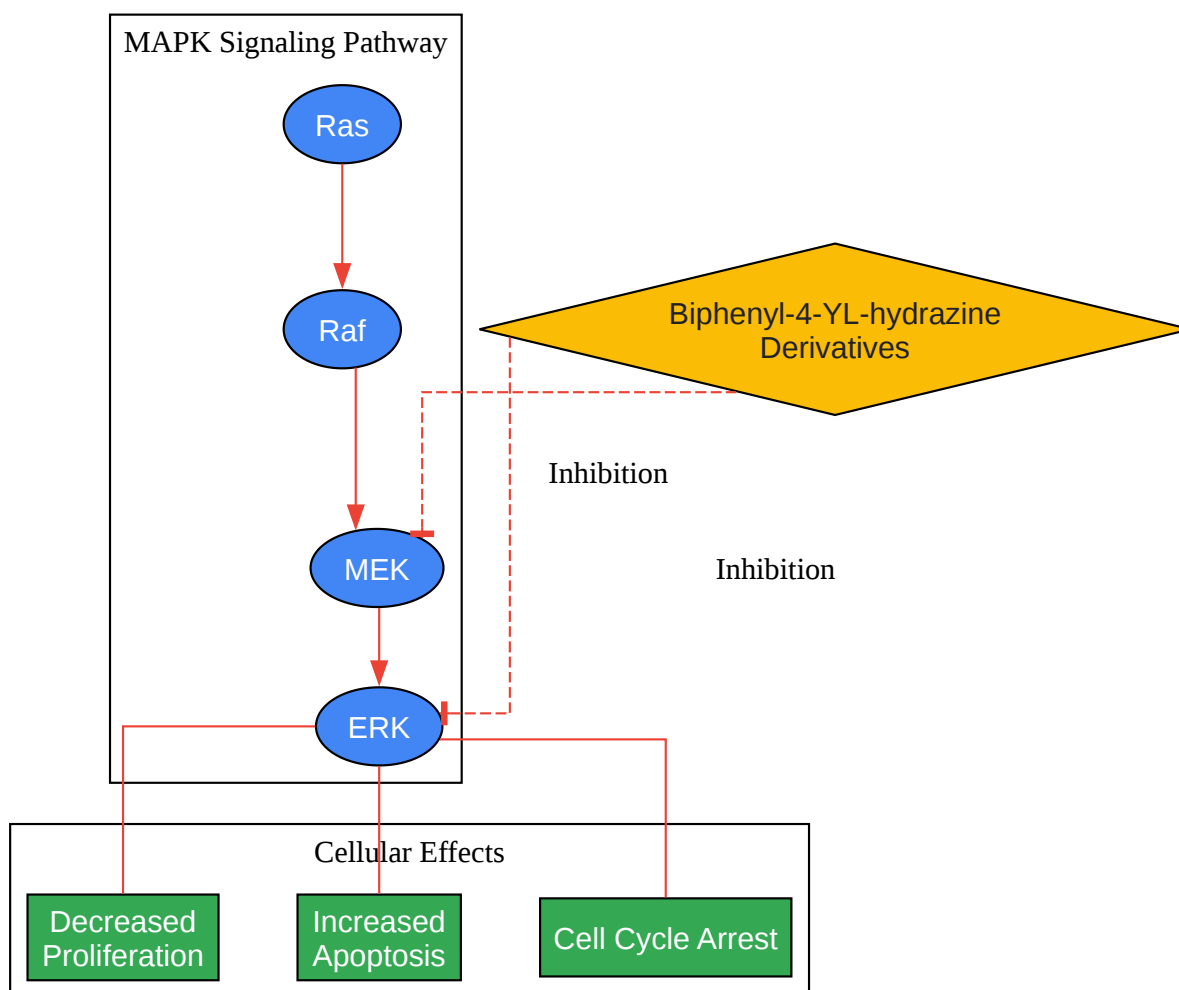 MAPK Signaling Pathway
Ras
Raf
Biphenyl-4-YL-hydrazine
Derivatives
Inhibition
MEK
Inhibition
ERK
Cellular Effects
Decreased
Proliferation
Increased
Apoptosis
Cell Cycle Arrest